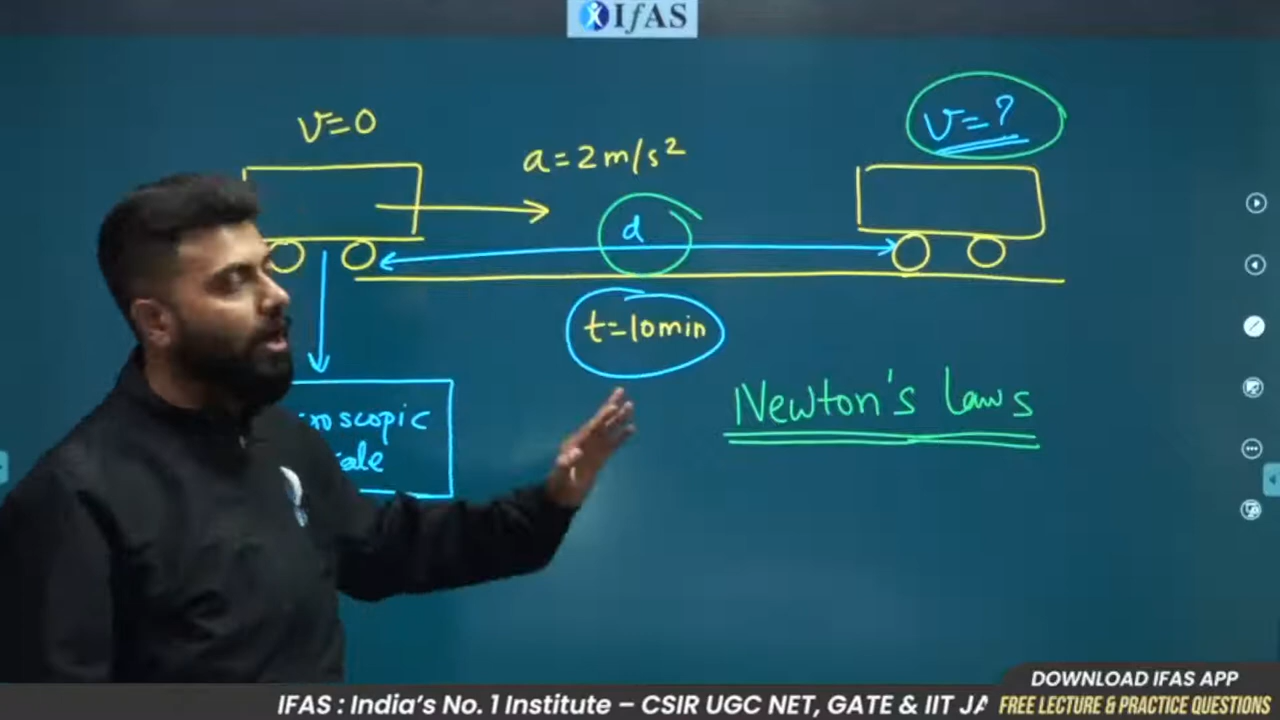 IfAS
v=0
a=2m/s²
v=?
d
t=10min
Newton's laws
IFAS : India's No. 1 Institute – CSIR UGC NET, GATE & IIT JA
DOWNLOAD IFAS APP
FREE LECTURE & PRACTICE QUESTIONS